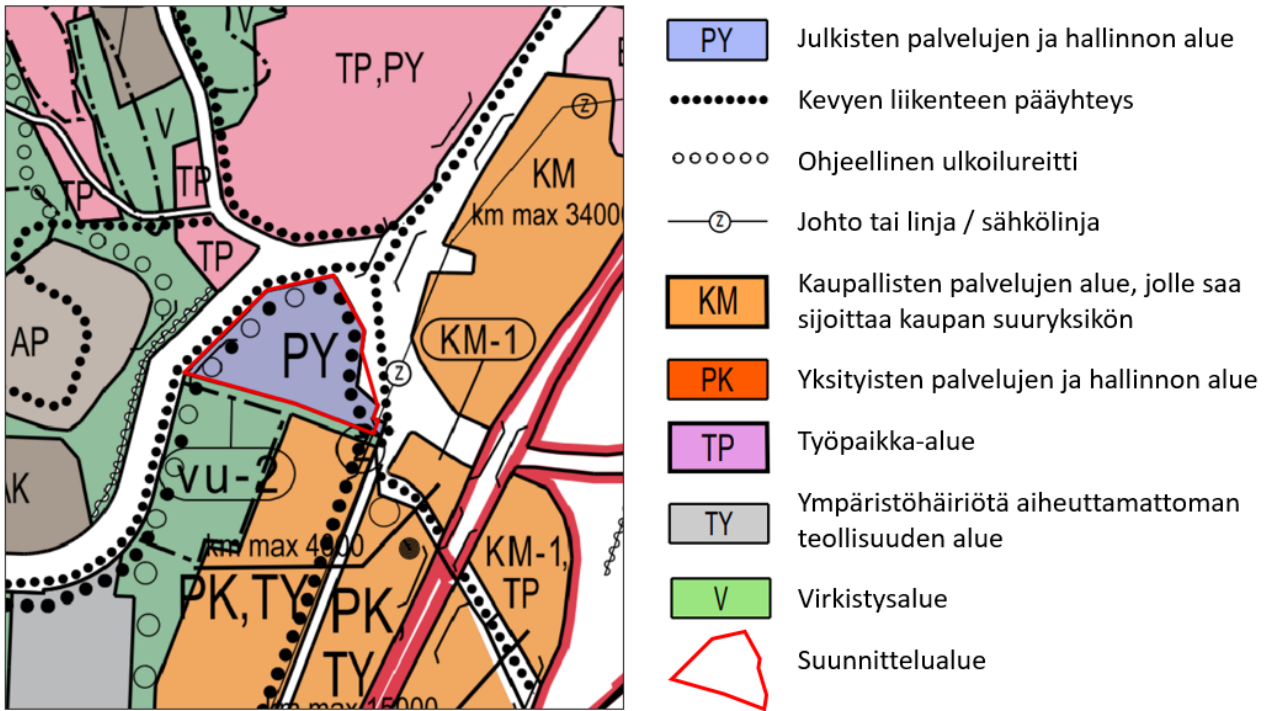 V
TP,PY
V
KM
km max 3400
TP
TP
TP
AP
PY
KM-1
Z
Z
AK
vu-2
km max 4000
PK,TY
PK,
TY
KM-1,
TP
km max 15000
PY
Julkisten palvelujen ja hallinnon alue
Kevyen liikenteen pääyhteys
Ohjeellinen ulkoilureitti
Z
Johto tai linja / sähkölinja
KM
Kaupallisten palvelujen alue, jolle saa
sijoittaa kaupan suuryksikön
PK
Yksityisten palvelujen ja hallinnon alue
TP
Työpaikka-alue
TY
Ympäristöhäiriötä aiheuttamattoman
teollisuuden alue
V
Virkistysalue
Suunnittelualue